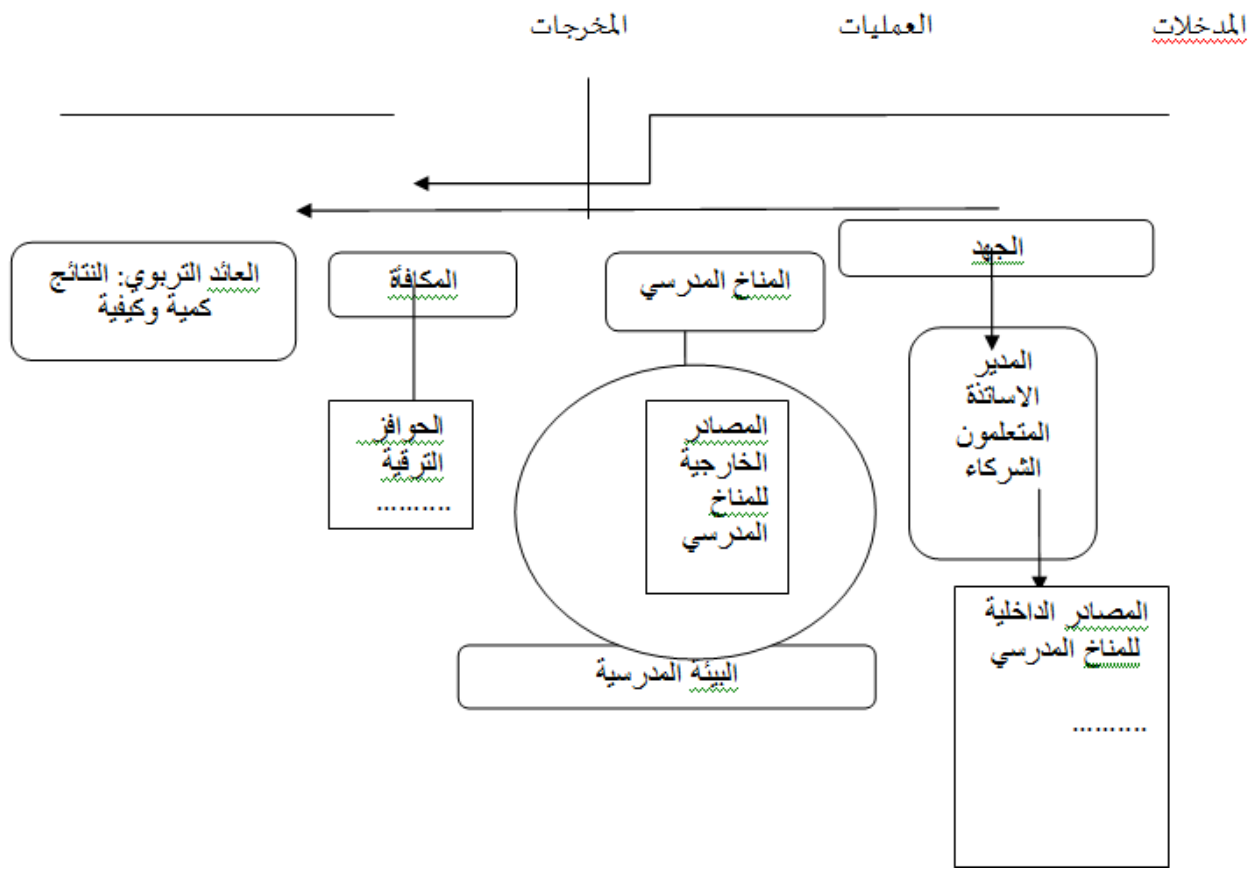 المدخلات
العمليات
المخرجات
الجهد
المناخ المدرسي
المكافأة
العائد التربوي: النتائج
كمية وكيفية
المدير
الاساتذة
المتعلمون
الشركاء
المصادر
الخارجية
للمناخ
المدرسي
الحوافز
الترقية
..........
المصادر الداخلية
للمناخ المدرسي
..........
البيئة المدرسية